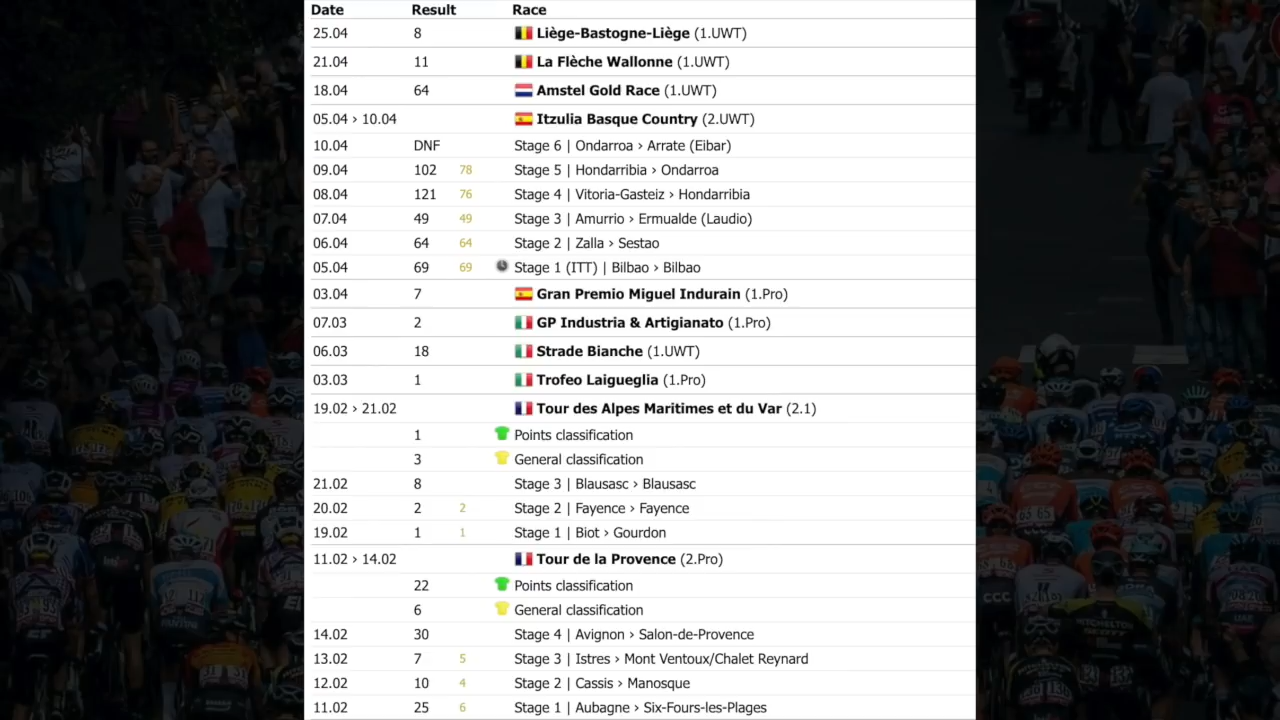 Date Result Race
25.04 8 Liège-Bastogne-Liège (1.UWT)
21.04 11 La Flèche Wallonne (1.UWT)
18.04 64 Amstel Gold Race (1.UWT)
05.04 › 10.04 Itzulia Basque Country (2.UWT)
10.04 DNF Stage 6 | Ondarroa › Arrate (Eibar)
09.04 102 78 Stage 5 | Hondarribia › Ondarroa
08.04 121 76 Stage 4 | Vitoria-Gasteiz › Hondarribia
07.04 49 49 Stage 3 | Amurrio › Ermualde (Laudio)
06.04 64 64 Stage 2 | Zalla › Sestao
05.04 69 69 Stage 1 (ITT) | Bilbao › Bilbao
03.04 7 Gran Premio Miguel Indurain (1.Pro)
07.03 2 GP Industria & Artigianato (1.Pro)
06.03 18 Strade Bianche (1.UWT)
03.03 1 Trofeo Laigueglia (1.Pro)
19.02 › 21.02 Tour des Alpes Maritimes et du Var (2.1)
1 Points classification
3 General classification
21.02 8 Stage 3 | Blausasc › Blausasc
20.02 2 2 Stage 2 | Fayence › Fayence
19.02 1 1 Stage 1 | Biot › Gourdon
11.02 › 14.02 Tour de la Provence (2.Pro)
22 Points classification
6 General classification
14.02 30 Stage 4 | Avignon › Salon-de-Provence
13.02 7 5 Stage 3 | Istres › Mont Ventoux/Chalet Reynard
12.02 10 4 Stage 2 | Cassis › Manosque
11.02 25 6 Stage 1 | Aubagne › Six-Fours-les-Plages